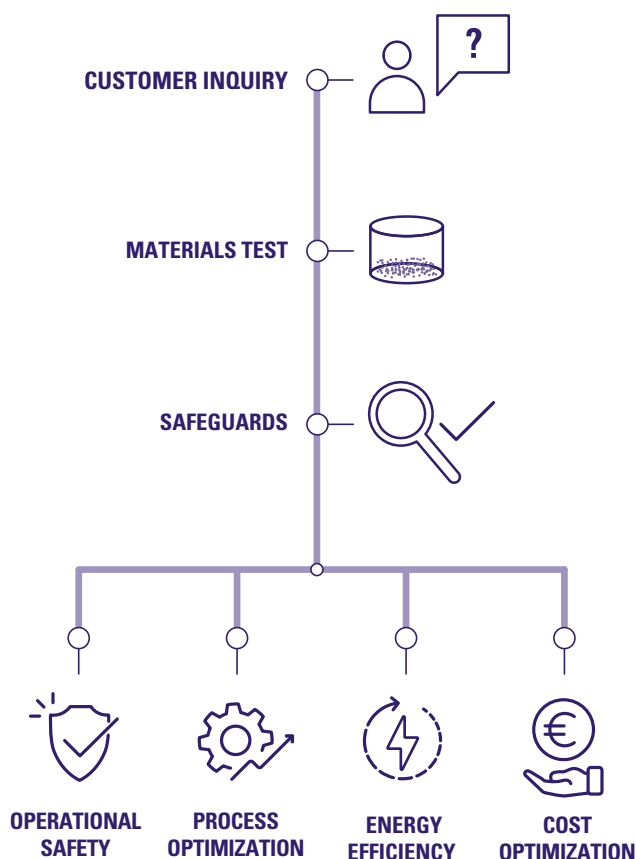 ?
CUSTOMER INQUIRY
MATERIALS TEST
SAFEGUARDS
€
OPERATIONAL
SAFETY
PROCESS
OPTIMIZATION
ENERGY
EFFICIENCY
COST
OPTIMIZATION